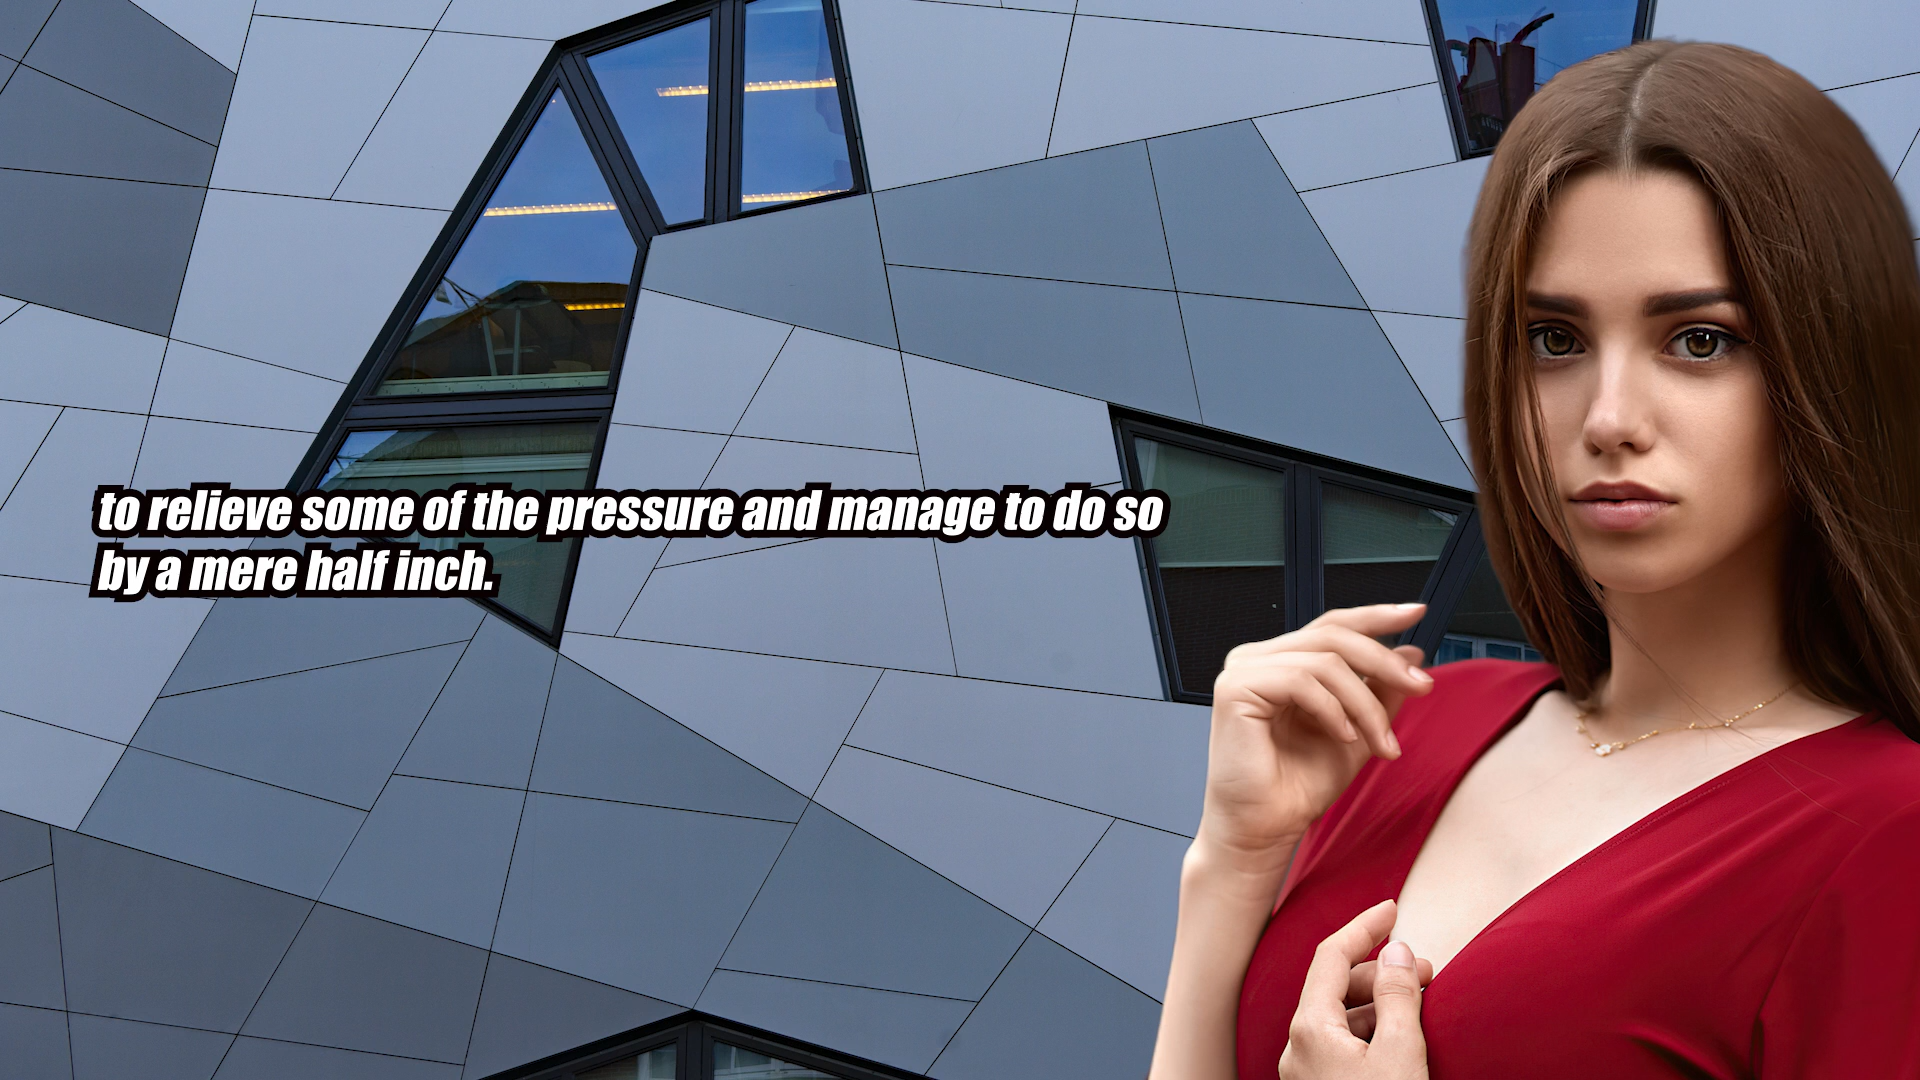 to relieve some of the pressure and manage to do so
by a mere half inch.